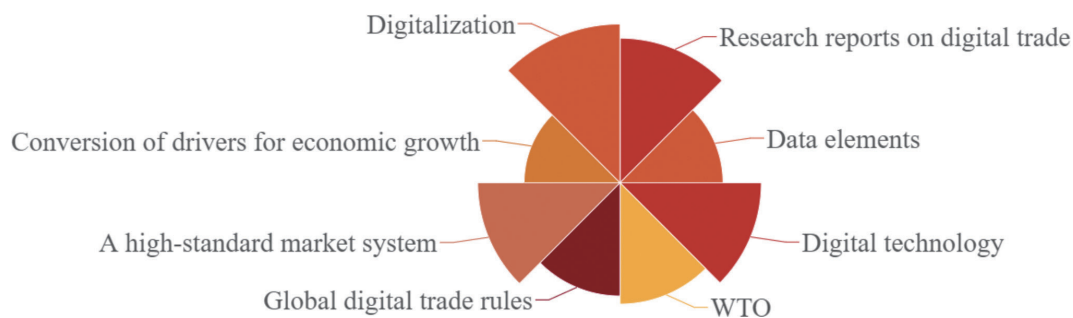 Digitalization
Research reports on digital trade
Conversion of drivers for economic growth
Data elements
A high-standard market system
Digital technology
Global digital trade rules
WTO